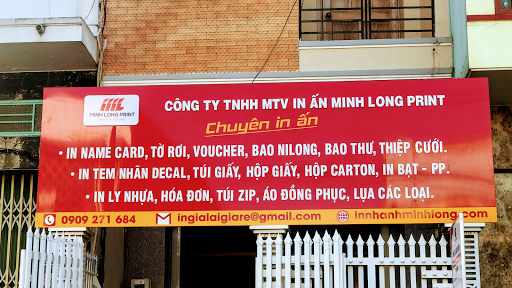 MINH LONG PRINT
CÔNG TY TNHH MTV IN ẤN MINH LONG PRINT
Chuyên in ấn
• IN NAME CARD, TỜ RƠI, VOUCHER, BAO NILONG, BAO THƯ, THIỆP CƯỚI.
• IN TEM NHÃN DECAL, TÚI GIẤY, HỘP GIẤY, HỘP CARTON, IN BẠT - PP.
• IN LY NHỰA, HÓA ĐƠN, TÚI ZIP, ÁO ĐỒNG PHỤC, LỤA CÁC LOẠI.
0909 271 684 ingialaigiare@gmail.com innhanhminhlong.com